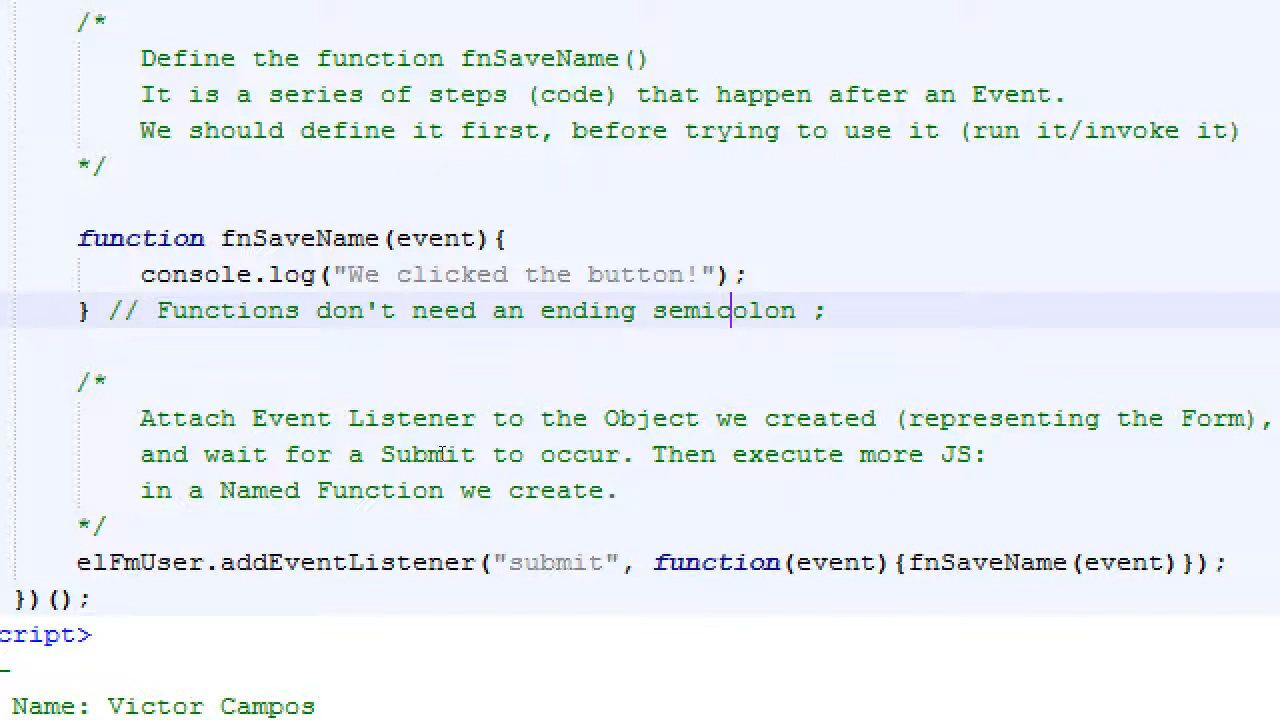 /*
Define the function fnSaveName()
It is a series of steps (code) that happen after an Event.
We should define it first, before trying to use it (run it/invoke it)
*/
function fnSaveName(event){
console.log("We clicked the button!");
} // Functions don't need an ending semicolon ;
/*
Attach Event Listener to the Object we created (representing the Form),
and wait for a Submit to occur. Then execute more JS:
in a Named Function we create.
*/
elFmUser.addEventListener("submit", function(event){fnSaveName(event)});
})();
cript>
Name: Victor Campos